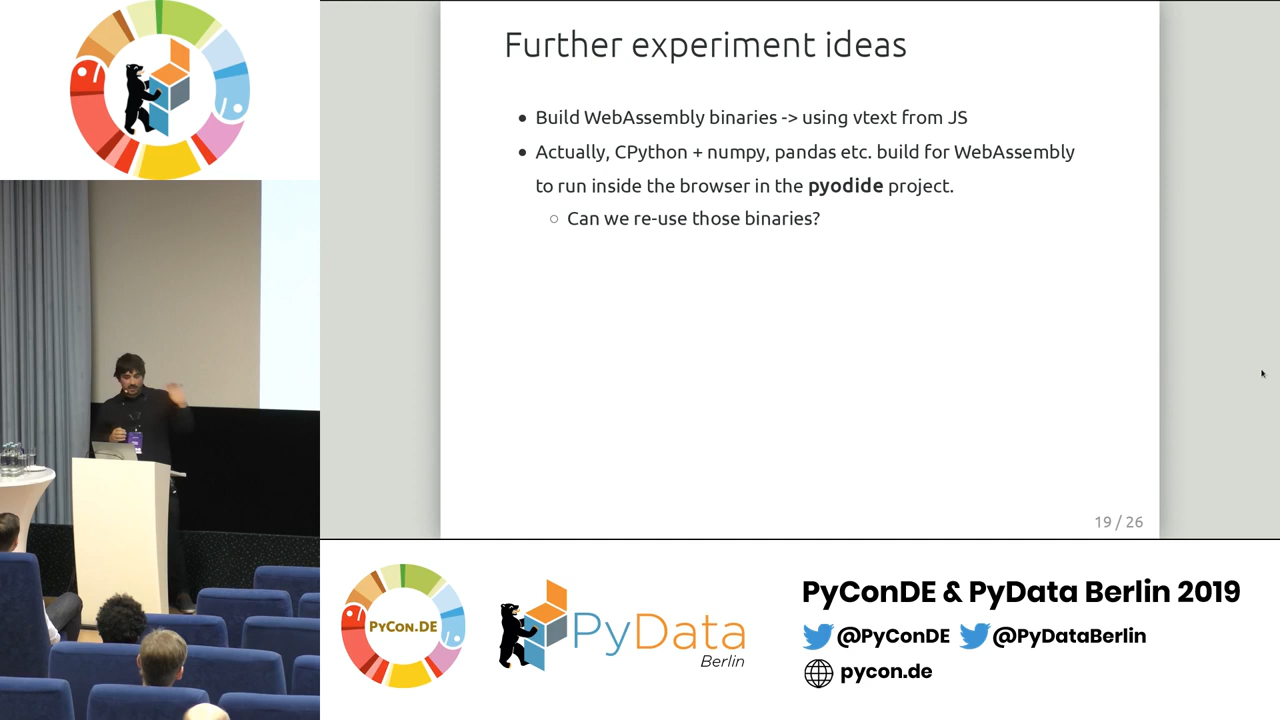 Further experiment ideas
• Build WebAssembly binaries -> using vtext from JS
• Actually, CPython + numpy, pandas etc. build for WebAssembly
to run inside the browser in the pyodide project.
○ Can we re-use those binaries?
19 / 26
PyCon.DE
PyData
Berlin
PyConDE & PyData Berlin 2019
@PyConDE @PyDataBerlin
pycon.de